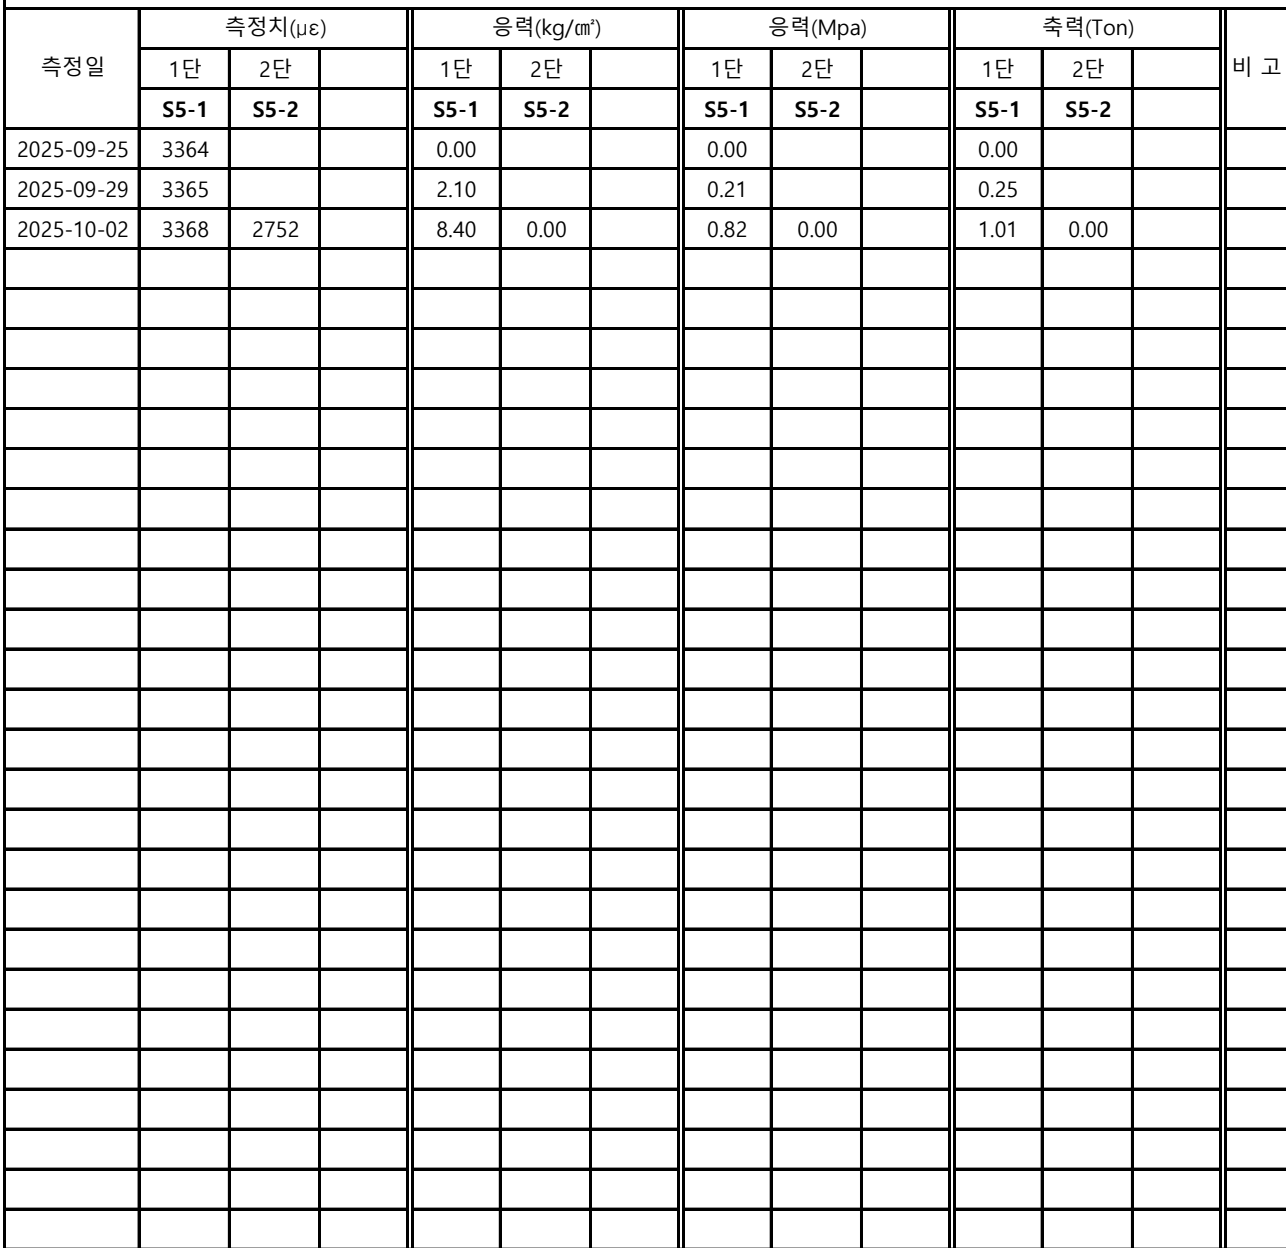 측정치(με) 응력(kg/㎠) 응력(Mpa) 축력(Ton)
측정일 1단 2단 1단 2단 1단 2단 1단 2단 비 고
S5-1 S5-2 S5-1 S5-2 S5-1 S5-2 S5-1 S5-2
2025-09-25 3364 0.00 0.00 0.00
2025-09-29 3365 2.10 0.21 0.25
2025-10-02 3368 2752 8.40 0.00 0.82 0.00 1.01 0.00